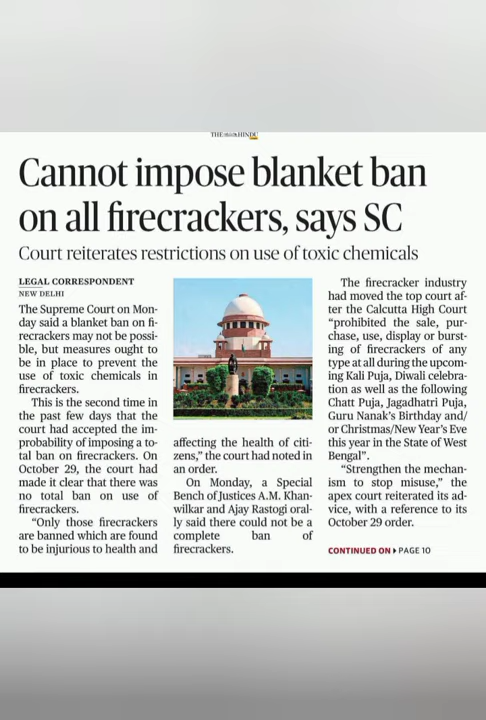 THE HINDU
Cannot impose blanket ban
on all firecrackers, says SC
Court reiterates restrictions on use of toxic chemicals
LEGAL CORRESPONDENT
NEW DELHI
The Supreme Court on Mon-
day said a blanket ban on fi-
recrackers may not be possi-
ble, but measures ought to
be in place to prevent the
use of toxic chemicals in
firecrackers.
This is the second time in
the past few days that the
court had accepted the im-
probability of imposing a to-
tal ban on firecrackers. On
October 29, the court had
made it clear that there was
no total ban on use of
firecrackers.
“Only those firecrackers
are banned which are found
to be injurious to health and
affecting the health of citi-
zens,” the court had noted in
an order.
On Monday, a Special
Bench of Justices A.M. Khan-
wilkar and Ajay Rastogi oral-
ly said there could not be a
complete ban of
firecrackers.
The firecracker industry
had moved the top court af-
ter the Calcutta High Court
“prohibited the sale, pur-
chase, use, display or burst-
ing of firecrackers of any
type at all during the upcom-
ing Kali Puja, Diwali celebra-
tion as well as the following
Chatt Puja, Jagadhatri Puja,
Guru Nanak’s Birthday and/
or Christmas/New Year’s Eve
this year in the State of West
Bengal”.
“Strengthen the mechan-
ism to stop misuse,” the
apex court reiterated its ad-
vice, with a reference to its
October 29 order.
CONTINUED ON PAGE 10